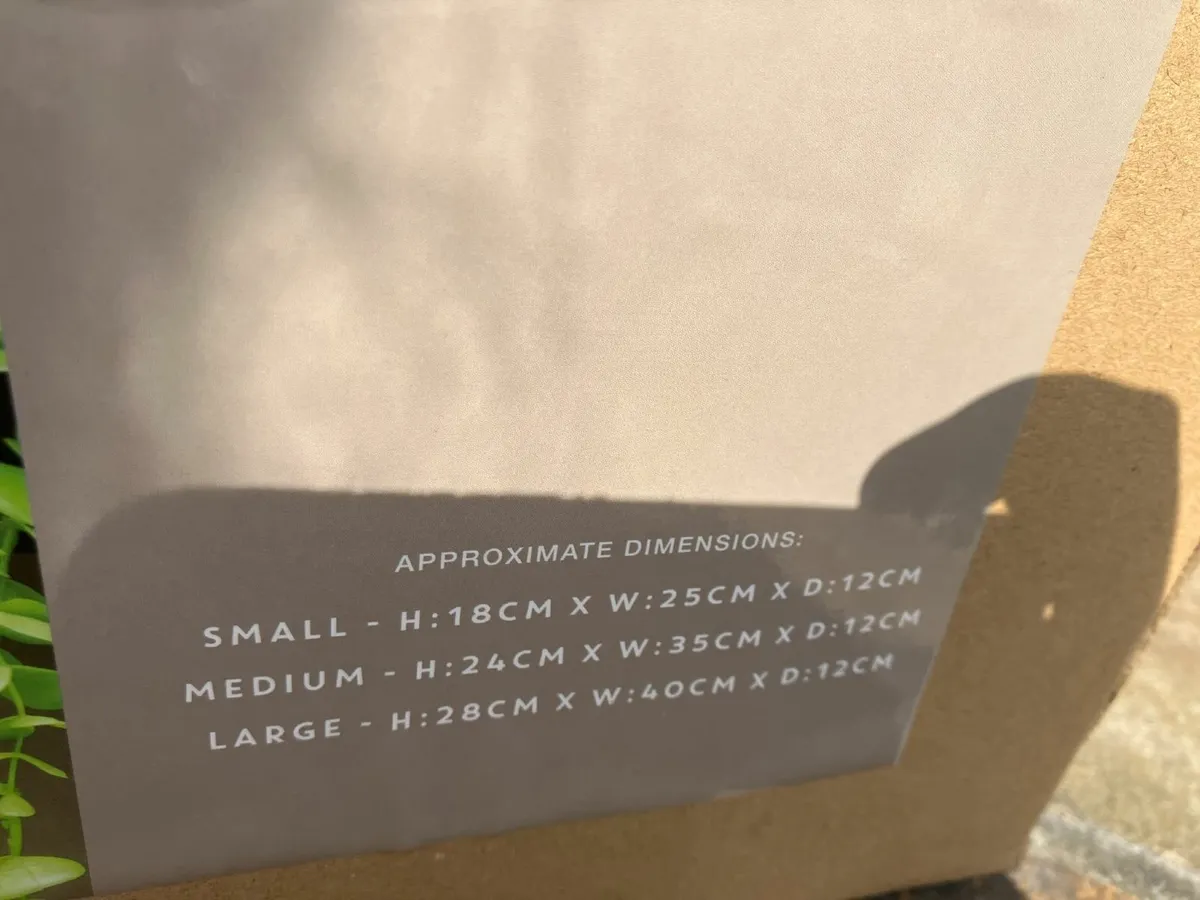 APPROXIMATE DIMENSIONS:
SMALL - H:18CM X W:25CM X D:12CM
MEDIUM - H:24CM X W:35CM X D:12CM
LARGE - H:28CM X W:40CM X D:12CM